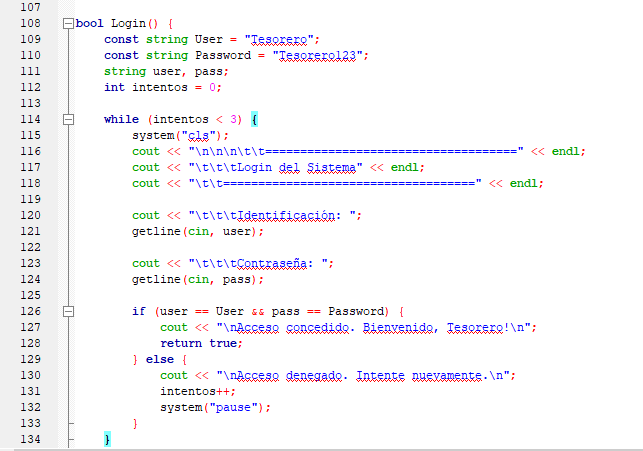 107
108 bool Login() {
109 const string User = "Tesorero";
110 const string Password = "Tesorero123";
111 string user, pass;
112 int intentos = 0;
113
114 while (intentos < 3) {
115 system("cls");
116 cout << "\n\n\n\t\t====================================" << endl;
117 cout << "\t\t\tLogin del Sistema" << endl;
118 cout << "\t\t====================================" << endl;
119
120 cout << "\t\t\tIdentificación: ";
121 getline(cin, user);
122
123 cout << "\t\t\tContraseña: ";
124 getline(cin, pass);
125
126 if (user == User && pass == Password) {
127 cout << "\nAcceso concedido. Bienvenido, Tesorero!\n";
128 return true;
129 } else {
130 cout << "\nAcceso denegado. Intente nuevamente.\n";
131 intentos++;
132 system("pause");
133 }
134 }